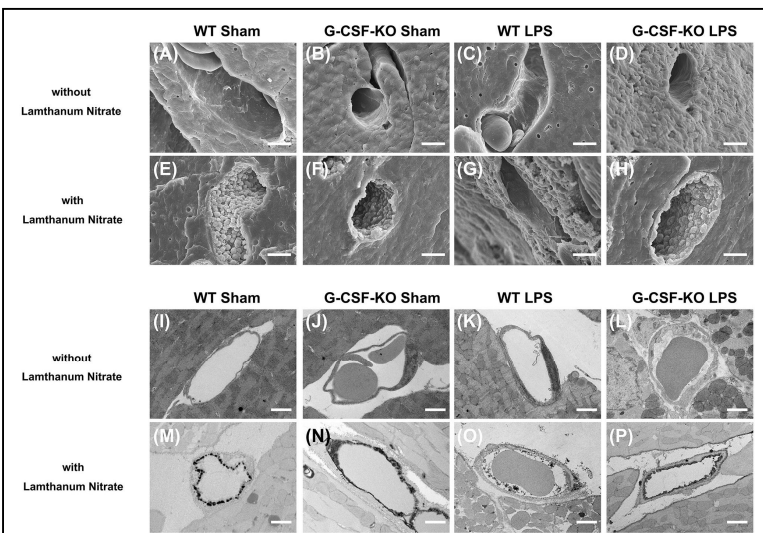 WT Sham G-CSF-KO Sham WT LPS G-CSF-KO LPS
(A) (B) (C) (D)
without
Lamthanum Nitrate
(E) (F) (G) (H)
with
Lamthanum Nitrate
WT Sham G-CSF-KO Sham WT LPS G-CSF-KO LPS
(I) (J) (K) (L)
without
Lamthanum Nitrate
(M) (N) (O) (P)
with
Lamthanum Nitrate